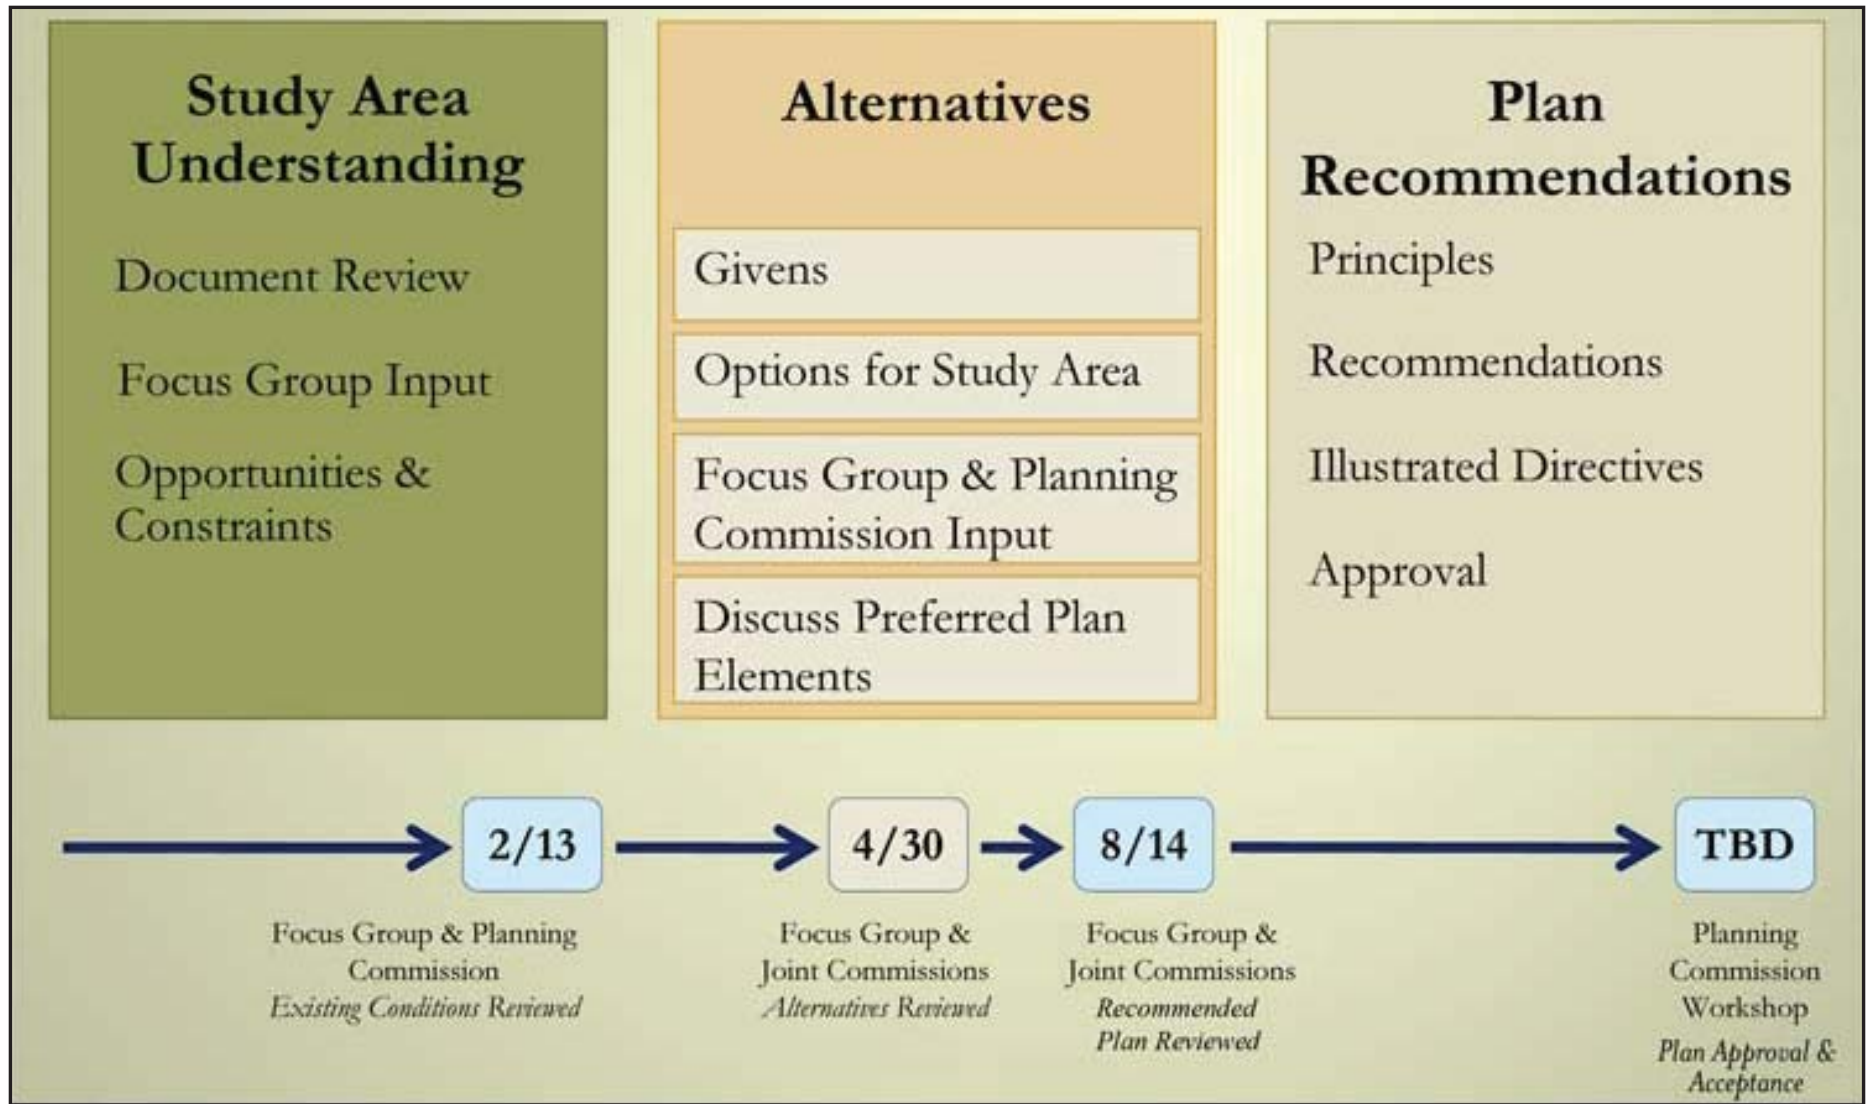 Study Area
Understanding
Document Review
Focus Group Input
Opportunities &
Constraints
Alternatives
Givens
Options for Study Area
Focus Group & Planning
Commission Input
Discuss Preferred Plan
Elements
Plan
Recommendations
Principles
Recommendations
Illustrated Directives
Approval
2/13
Focus Group & Planning
Commission
Existing Conditions Reviewed
4/30
Focus Group &
Joint Commissions
Alternatives Reviewed
8/14
Focus Group &
Joint Commissions
Recommended
Plan Reviewed
TBD
Planning
Commission
Workshop
Plan Approval &
Acceptance